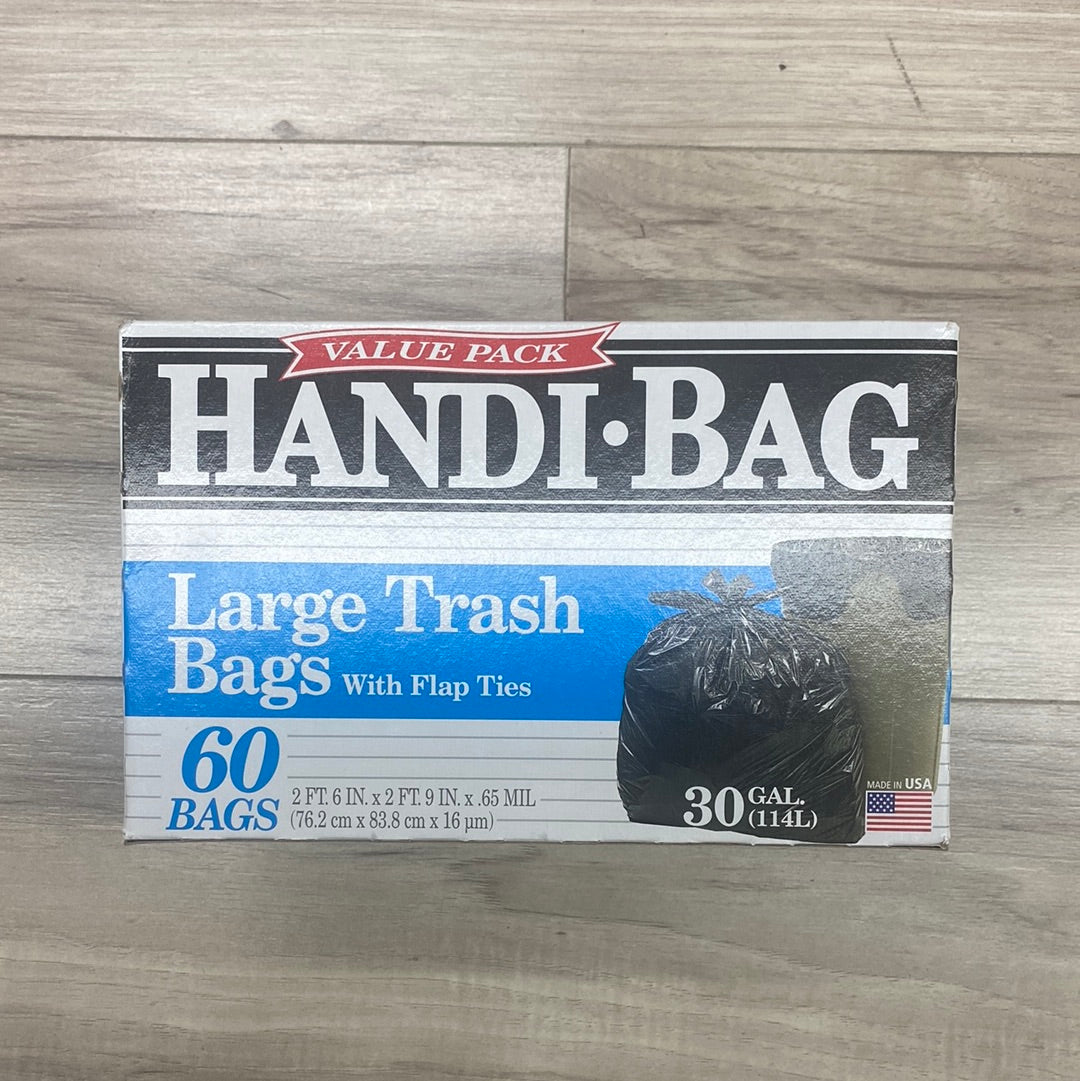 VALUE PACK
HANDI•BAG
Large Trash
Bags With Flap Ties
60
BAGS
2 FT. 6 IN. x 2 FT. 9 IN. x .65 MIL
(76.2 cm x 83.8 cm x 16 µm)
30 GAL.
(114L)
MADE IN USA